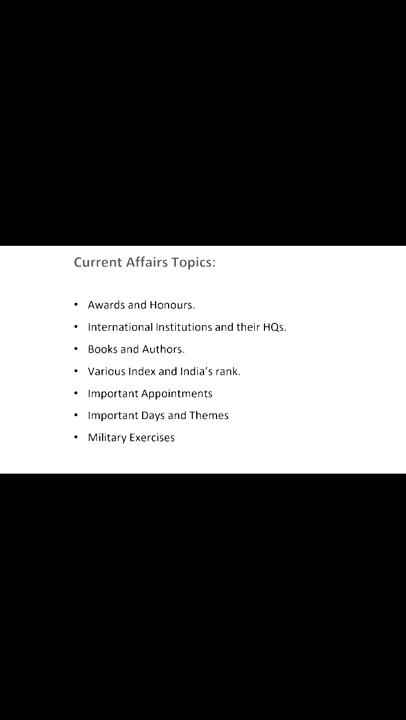 Current Affairs Topics:
• Awards and Honours.
• International Institutions and their HQs.
• Books and Authors.
• Various Index and India's rank.
• Important Appointments
• Important Days and Themes
• Military Exercises